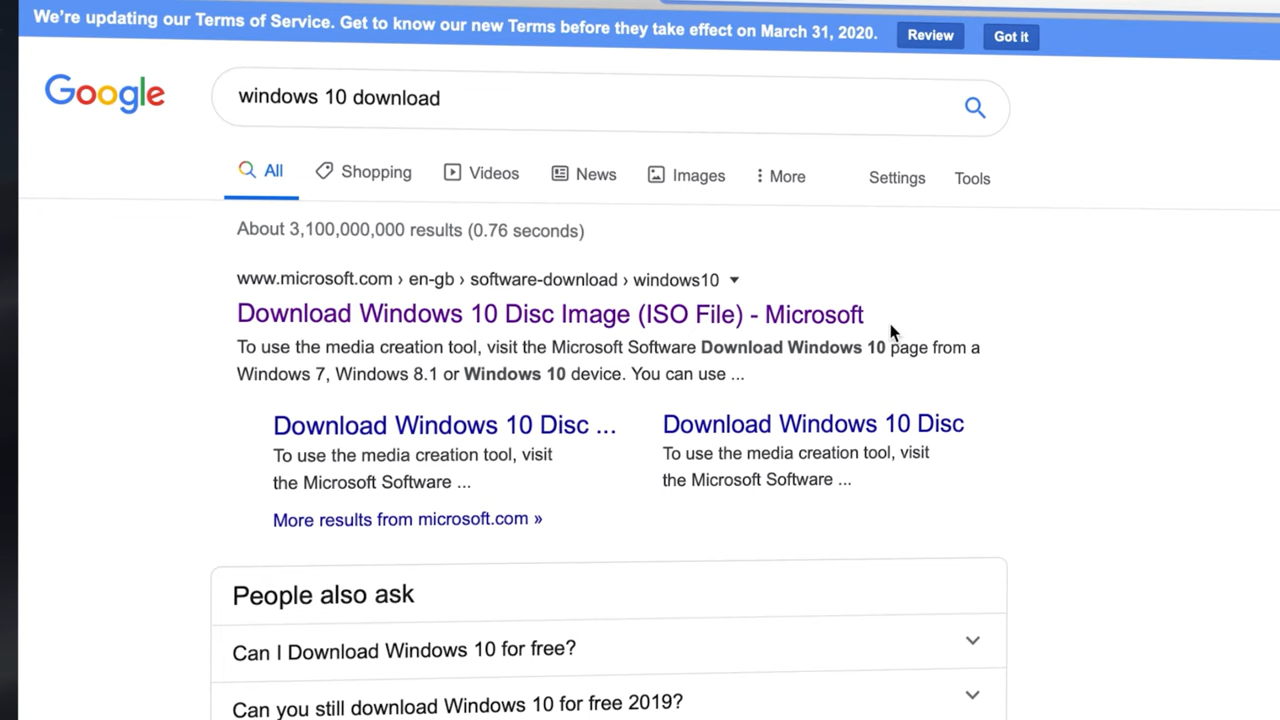 We're updating our Terms of Service. Get to know our new Terms before they take effect on March 31, 2020. Review Got it
Google windows 10 download
All Shopping Videos News Images More Settings Tools
About 3,100,000,000 results (0.76 seconds)
www.microsoft.com › en-gb › software-download › windows10
Download Windows 10 Disc Image (ISO File) - Microsoft
To use the media creation tool, visit the Microsoft Software Download Windows 10 page from a
Windows 7, Windows 8.1 or Windows 10 device. You can use ...
Download Windows 10 Disc ...
To use the media creation tool, visit
the Microsoft Software ...
Download Windows 10 Disc
To use the media creation tool, visit
the Microsoft Software ...
More results from microsoft.com »
People also ask
Can I Download Windows 10 for free?
Can you still download Windows 10 for free 2019?